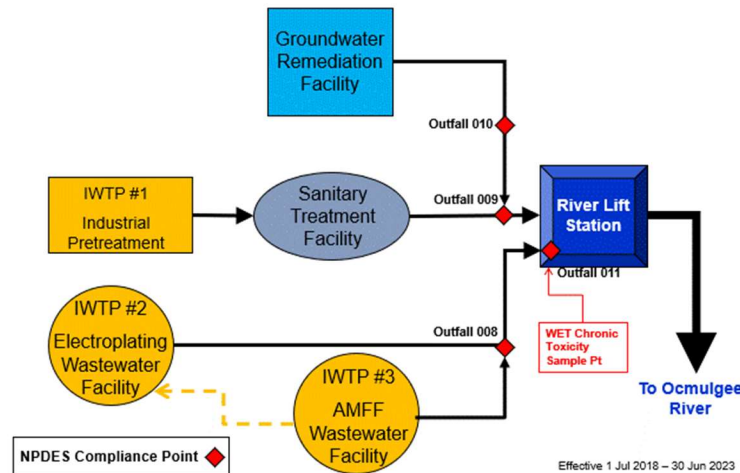 Groundwater
Remediation
Facility
Outfall 010
IWTP #1
Industrial
Pretreatment
Sanitary
Treatment
Facility
Outfall 009
River Lift
Station
Outfall 011
IWTP #2
Electroplating
Wastewater
Facility
Outfall 008
WET Chronic
Toxicity
Sample Pt
IWTP #3
AMFF
Wastewater
Facility
To Ocmulgee
River
NPDES Compliance Point
Effective 1 Jul 2018 – 30 Jun 2023